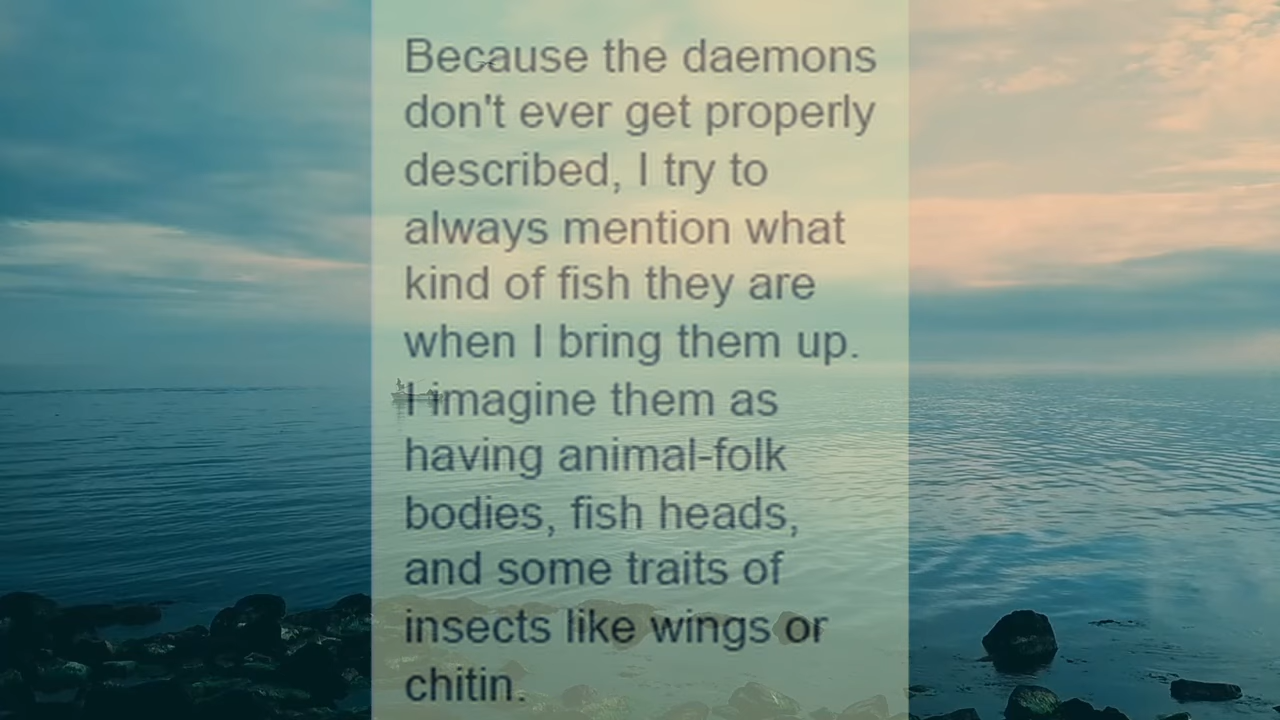 Because the daemons
don't ever get properly
described, I try to
always mention what
kind of fish they are
when I bring them up.
I imagine them as
having animal-folk
bodies, fish heads,
and some traits of
insects like wings or
chitin.